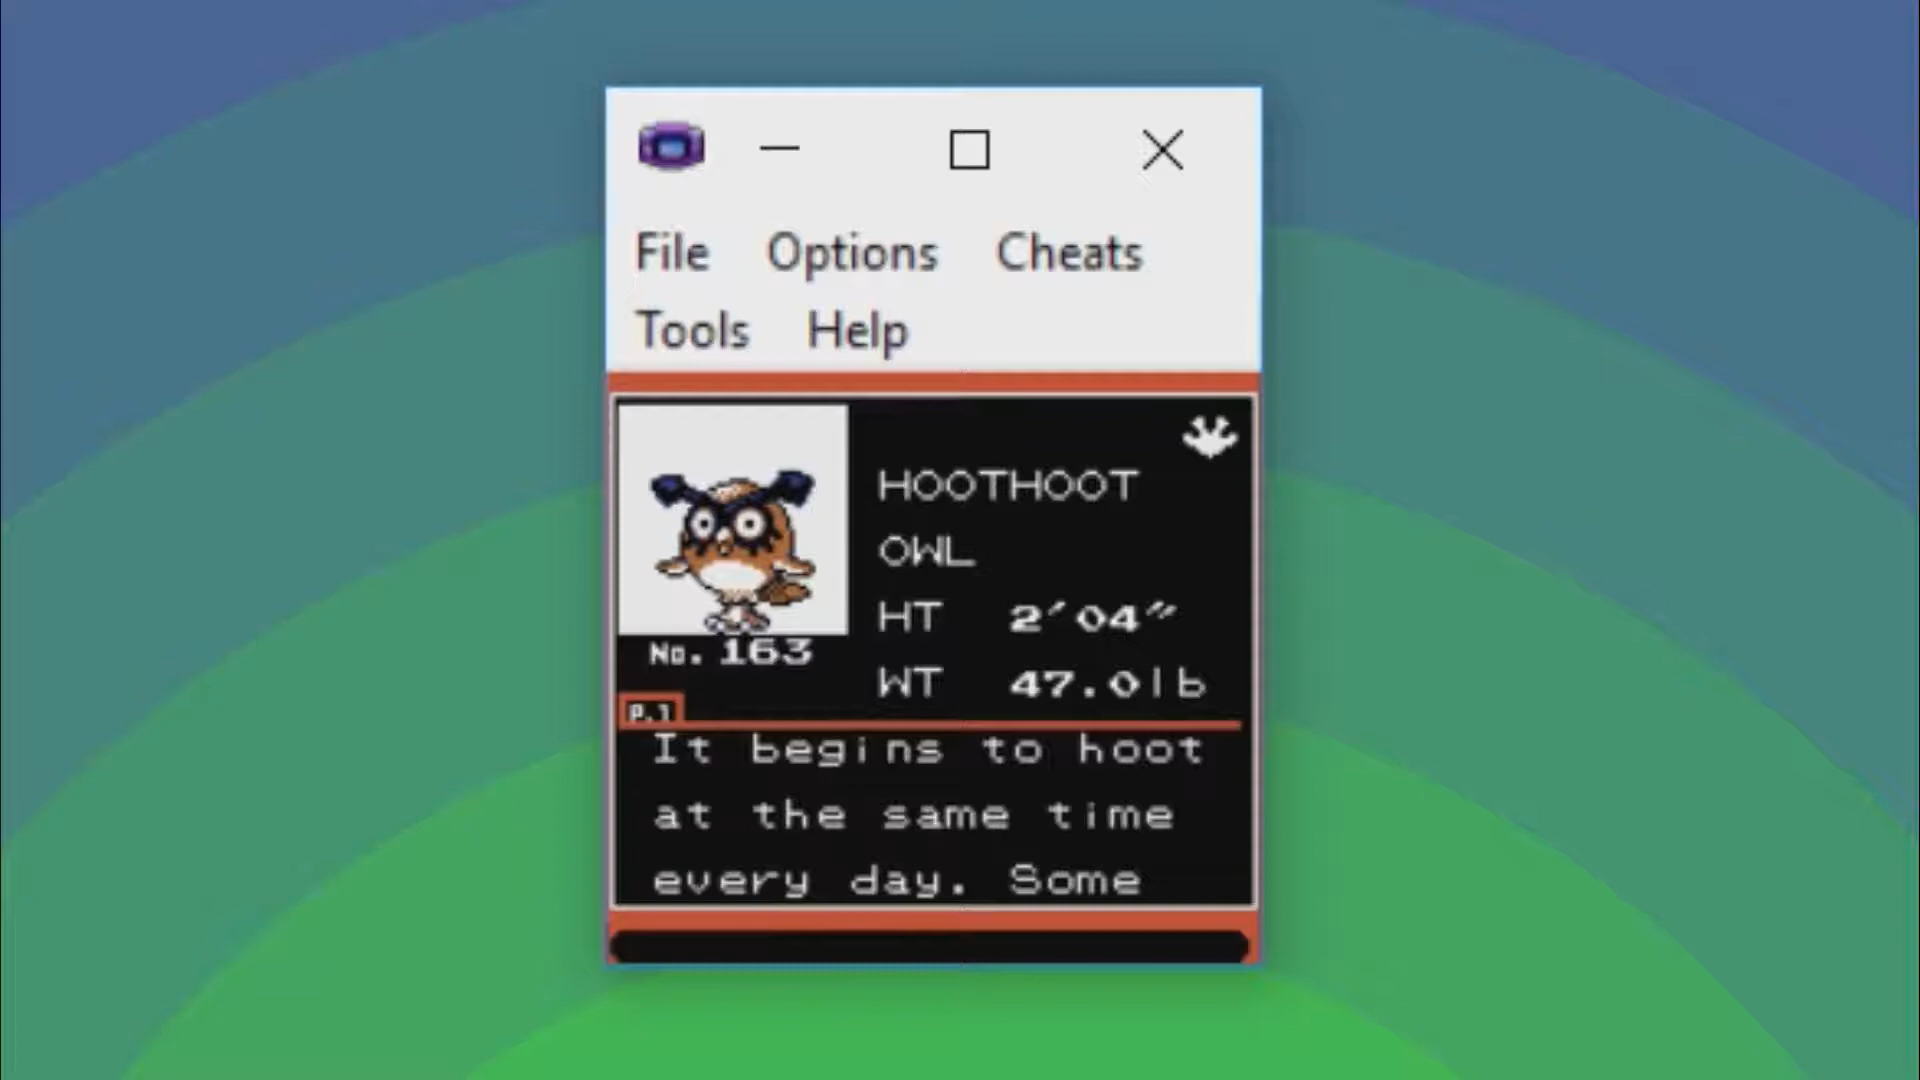 File Options Cheats
Tools Help
HOOTHOOT
OWL
HT 2'04"
No. 163
WT 47.0lb
P.1
It begins to hoot
at the same time
every day. Some